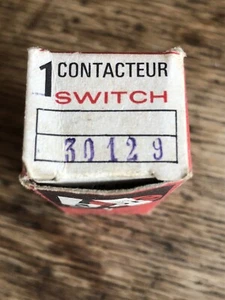 1 CONTACTEUR
SWITCH
30129